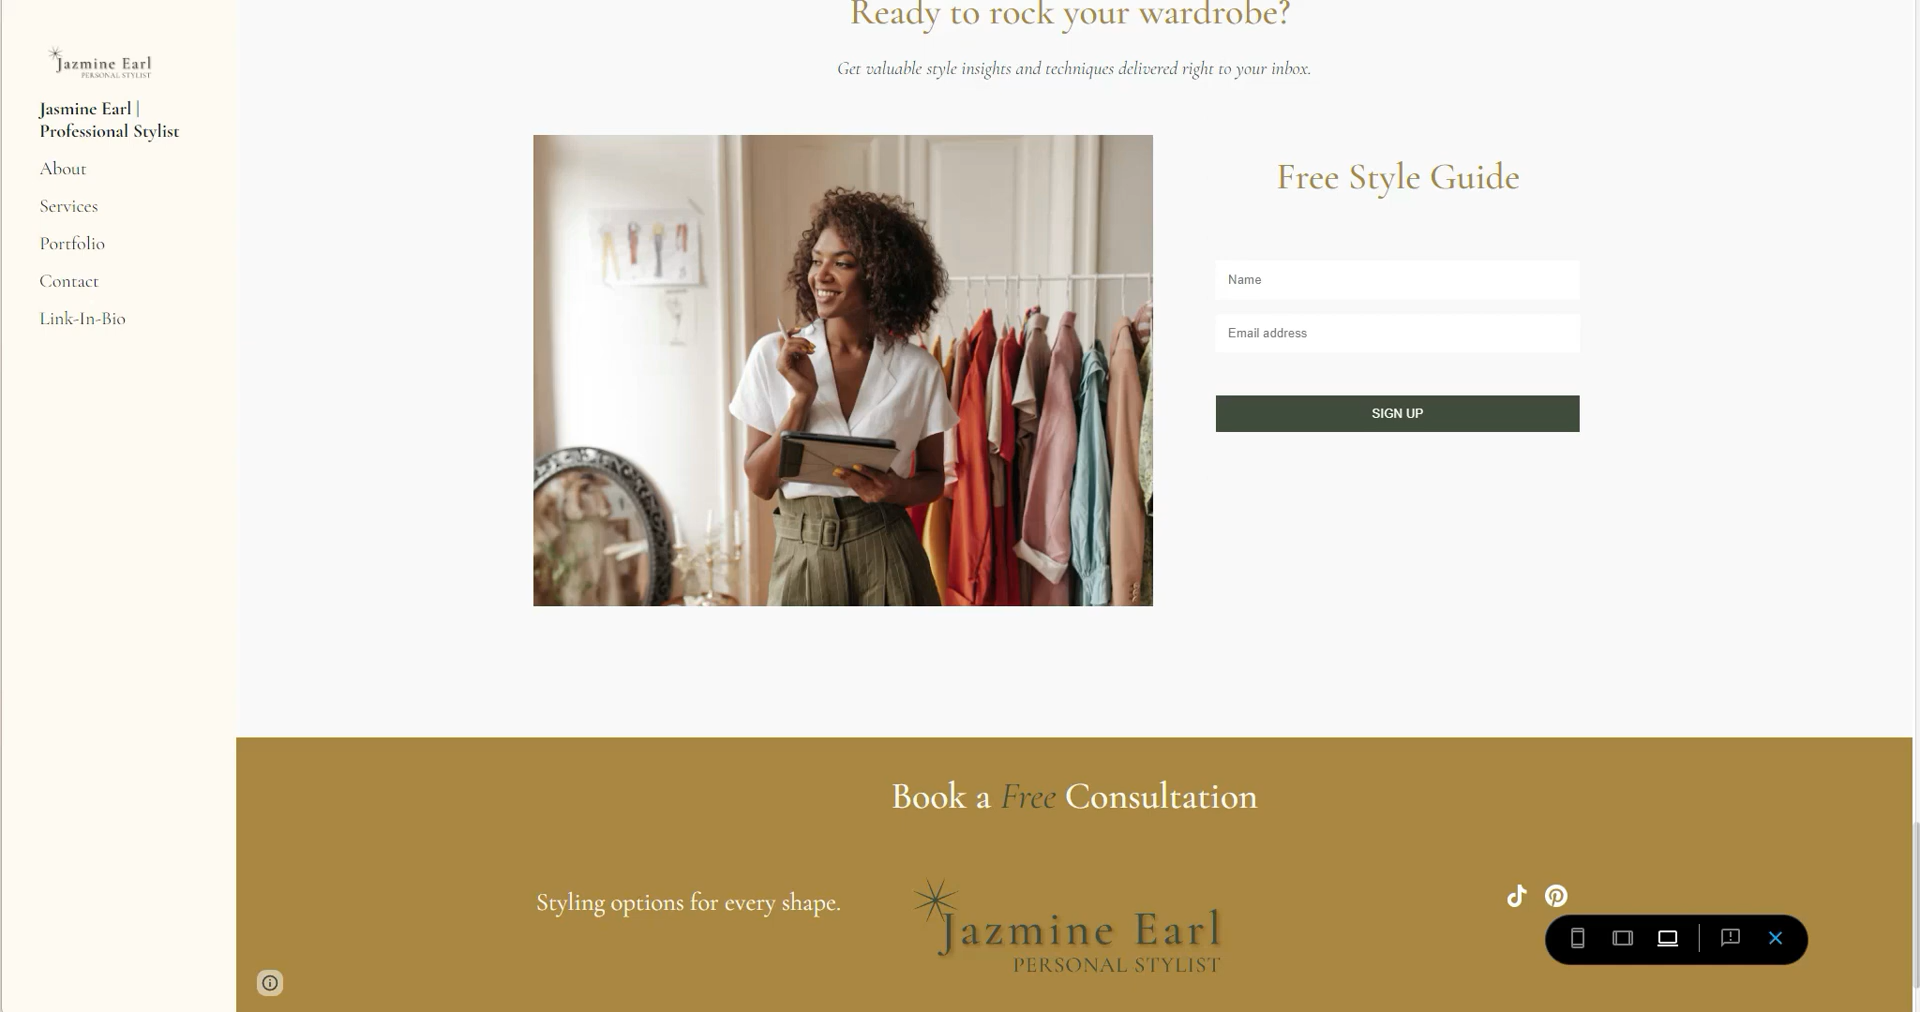 Jazmine Earl
PERSONAL STYLIST
Jasmine Earl |
Professional Stylist
About
Services
Portfolio
Contact
Link-In-Bio
Ready to rock your wardrobe?
Get valuable style insights and techniques delivered right to your inbox.
Free Style Guide
Name
Email address
SIGN UP
Book a Free Consultation
Styling options for every shape.
Jazmine Earl
PERSONAL STYLIST